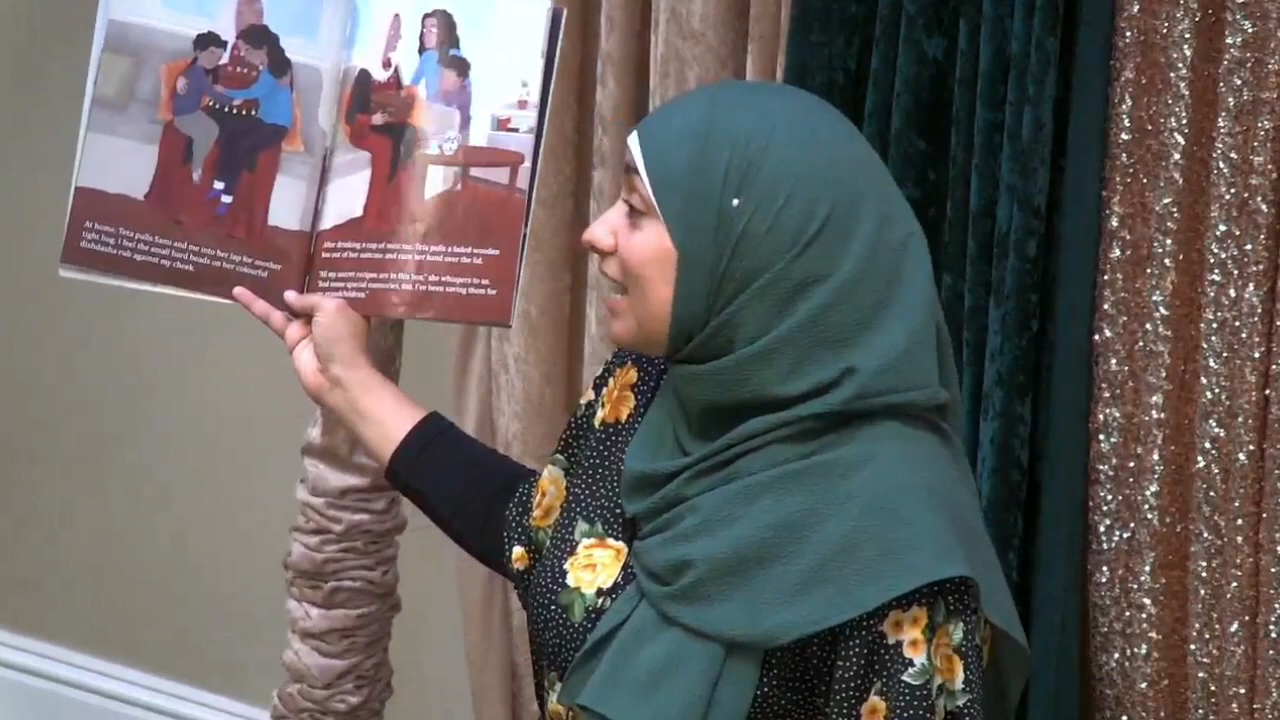 At home, Teta pulls Sami and me into her lap for another
tight hug. I feel the small hard beads on her colourful
dishdasha rub against my cheek.
After drinking a cup of mint tea, Teta pulls a faded wooden
box out of her suitcase and runs her hand over the lid.
"All my secret recipes are in this box," she whispers to us.
"And some special memories, too. I've been saving them for
my grandchildren."